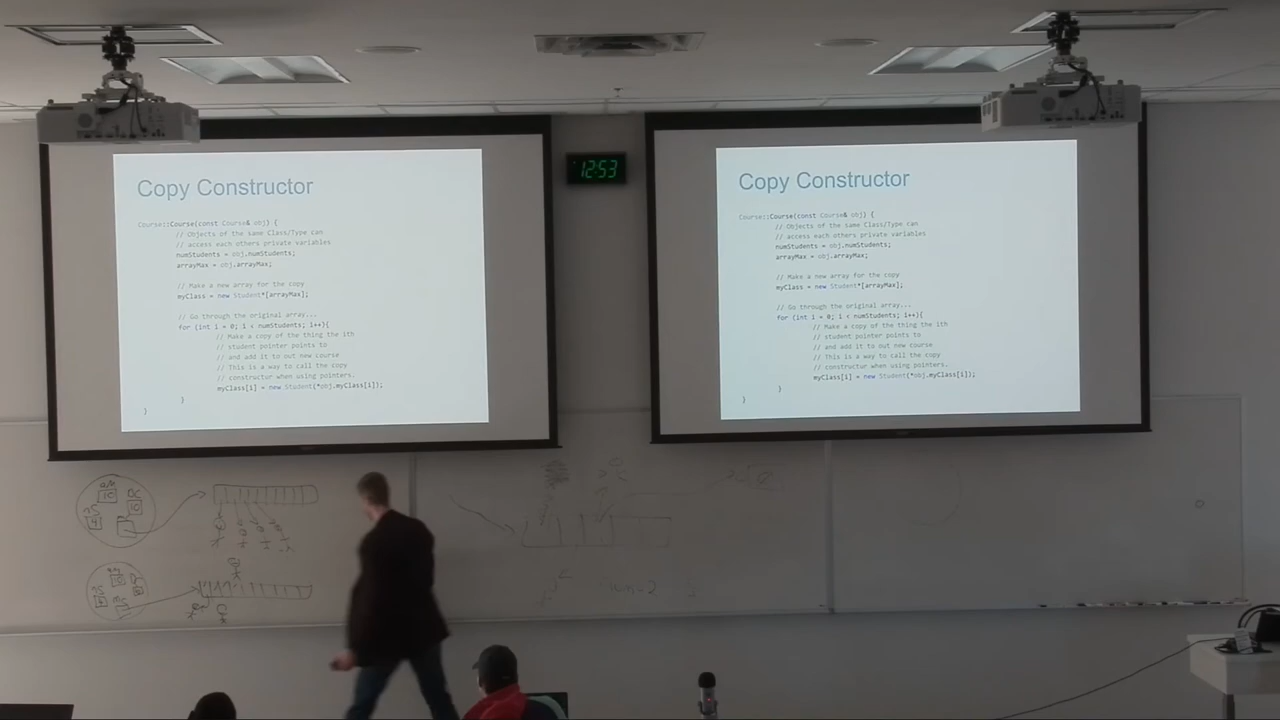 Copy Constructor
Course::Course(const Course& obj) {
// Objects of the same Class/Type can
// access each others private variables
numStudents = obj.numStudents;
arrayMax = obj.arrayMax;
// Make a new array for the copy
myClass = new Student*[arrayMax];
// Go through the original array...
for (int i = 0; i < numStudents; i++){
// Make a copy of the thing the ith
// student pointer points to
// and add it to out new course
// This is a way to call the copy
// constructur when using pointers.
myClass[i] = new Student(*obj.myClass[i]);
}
}
12:53
Copy Constructor
Course::Course(const Course& obj) {
// Objects of the same Class/Type can
// access each others private variables
numStudents = obj.numStudents;
arrayMax = obj.arrayMax;
// Make a new array for the copy
myClass = new Student*[arrayMax];
// Go through the original array...
for (int i = 0; i < numStudents; i++){
// Make a copy of the thing the ith
// student pointer points to
// and add it to out new course
// This is a way to call the copy
// constructur when using pointers.
myClass[i] = new Student(*obj.myClass[i]);
}
}